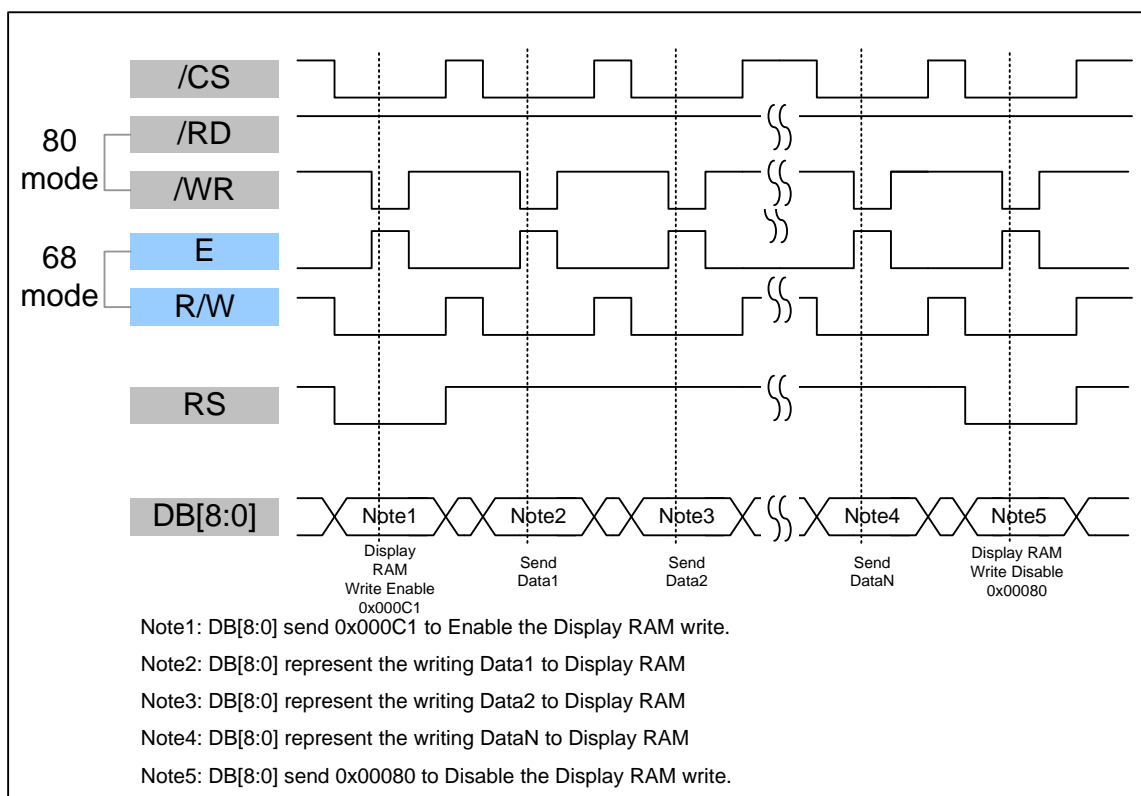 /CS
80
mode
/RD
/WR
68
mode
E
R/W
RS
DB[8:0]
Note1
Note2
Note3
Note4
Note5
Display
RAM
Write Enable
0x000C1
Send
Data1
Send
Data2
Send
DataN
Display RAM
Write Disable
0x00080
Note1: DB[8:0] send 0x000C1 to Enable the Display RAM write.
Note2: DB[8:0] represent the writing Data1 to Display RAM
Note3: DB[8:0] represent the writing Data2 to Display RAM
Note4: DB[8:0] represent the writing DataN to Display RAM
Note5: DB[8:0] send 0x00080 to Disable the Display RAM write.